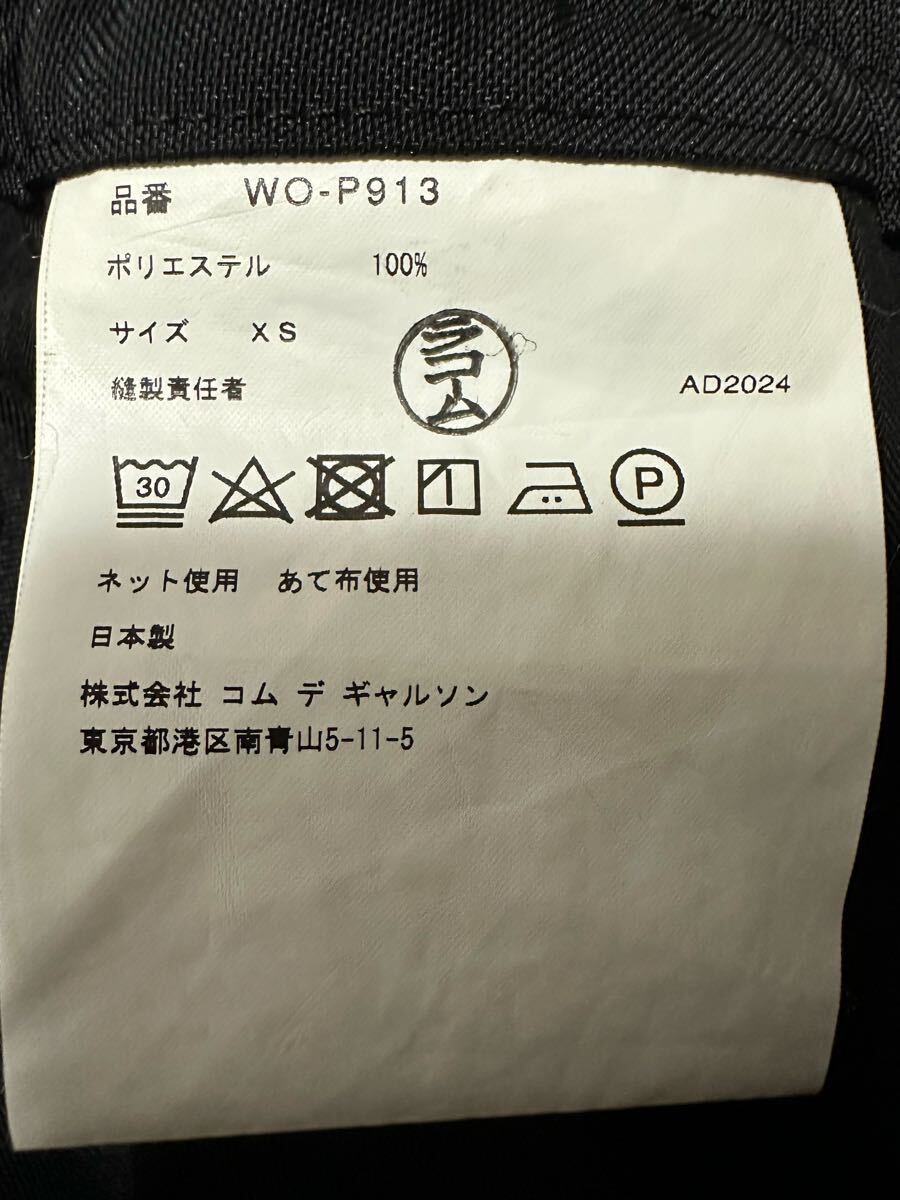 品番 WO-P913
ポリエステル 100%
サイズ XS
縫製責任者 コム AD2024
30 P
ネット使用 あて布使用
日本製
株式会社 コム デ ギャルソン
東京都港区南青山5-11-5